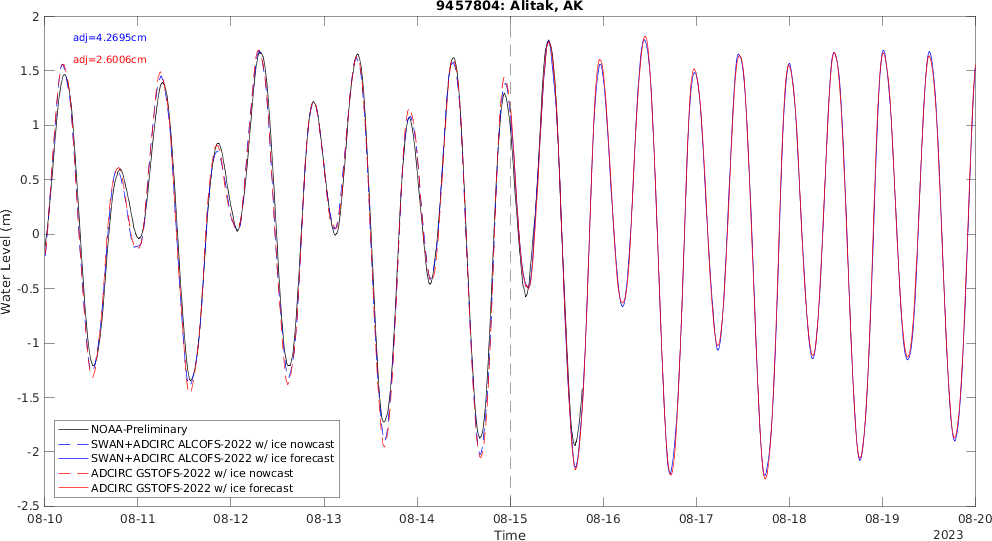 9457804: Alitak, AK
adj=4.2695cm
adj=2.6006cm
2
1.5
1
0.5
0
-0.5
-1
-1.5
-2
-2.5
Water Level (m)
NOAA-Preliminary
SWAN+ADCIRC ALCOFS-2022 w/ ice nowcast
SWAN+ADCIRC ALCOFS-2022 w/ ice forecast
ADCIRC GSTOFS-2022 w/ ice nowcast
ADCIRC GSTOFS-2022 w/ ice forecast
08-10 08-11 08-12 08-13 08-14 08-15 08-16 08-17 08-18 08-19 08-20
Time
2023